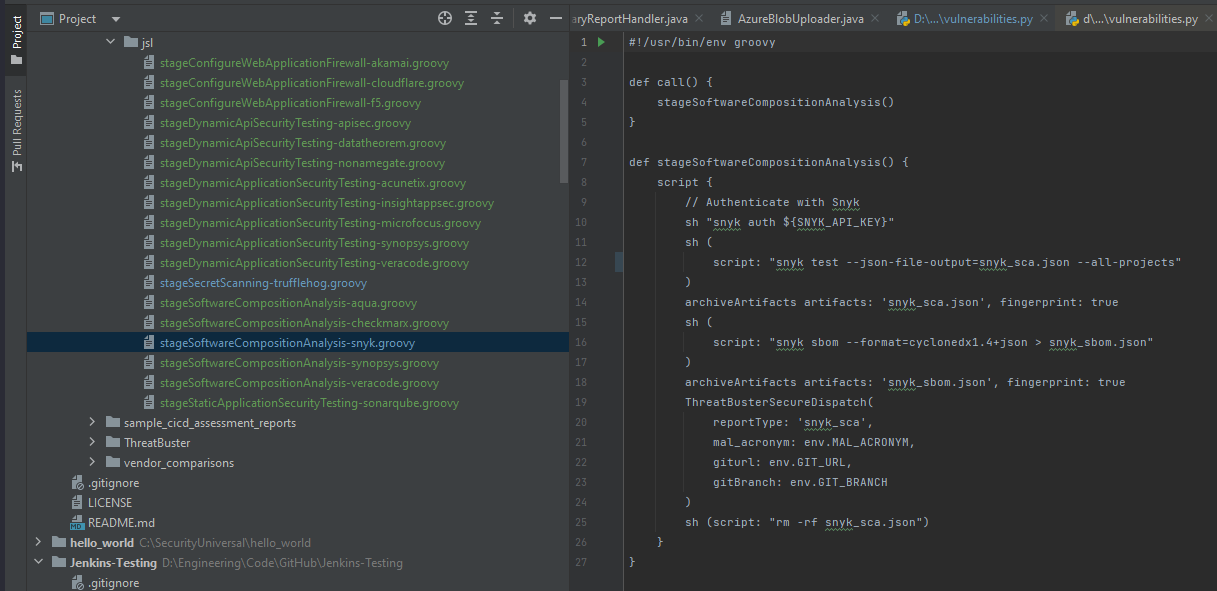 Project
Pull Requests
Project
jsl
stageConfigureWebApplicationFirewall-akamai.groovy
stageConfigureWebApplicationFirewall-cloudflare.groovy
stageConfigureWebApplicationFirewall-f5.groovy
stageDynamicApiSecurityTesting-apisec.groovy
stageDynamicApiSecurityTesting-datatheorem.groovy
stageDynamicApiSecurityTesting-nonamegate.groovy
stageDynamicApplicationSecurityTesting-acunetix.groovy
stageDynamicApplicationSecurityTesting-insightappsec.groovy
stageDynamicApplicationSecurityTesting-microfocus.groovy
stageDynamicApplicationSecurityTesting-synopsys.groovy
stageDynamicApplicationSecurityTesting-veracode.groovy
stageSecretScanning-trufflehog.groovy
stageSoftwareCompositionAnalysis-aqua.groovy
stageSoftwareCompositionAnalysis-checkmarx.groovy
stageSoftwareCompositionAnalysis-snyk.groovy
stageSoftwareCompositionAnalysis-synopsys.groovy
stageSoftwareCompositionAnalysis-veracode.groovy
stageStaticApplicationSecurityTesting-sonarqube.groovy
sample_cicd_assessment_reports
ThreatBuster
vendor_comparisons
.gitignore
LICENSE
MD README.md
hello_world C:\SecurityUniversal\hello_world
Jenkins-Testing D:\Engineering\Code\GitHub\Jenkins-Testing
.gitignore
aryReportHandler.java AzureBlobUploader.java D:\...\vulnerabilities.py d\...\vulnerabilities.py
1 #!/usr/bin/env groovy
2
3 def call() {
4 stageSoftwareCompositionAnalysis()
5 }
6
7 def stageSoftwareCompositionAnalysis() {
8 script {
9 // Authenticate with Snyk
10 sh "snyk auth ${SNYK_API_KEY}"
11 sh (
12 script: "snyk test --json-file-output=snyk_sca.json --all-projects"
13 )
14 archiveArtifacts artifacts: 'snyk_sca.json', fingerprint: true
15 sh (
16 script: "snyk sbom --format=cyclonedx1.4+json > snyk_sbom.json"
17 )
18 archiveArtifacts artifacts: 'snyk_sbom.json', fingerprint: true
19 ThreatBusterSecureDispatch(
20 reportType: 'snyk_sca',
21 mal_acronym: env.MAL_ACRONYM,
22 giturl: env.GIT_URL,
23 gitBranch: env.GIT_BRANCH
24 )
25 sh (script: "rm -rf snyk_sca.json")
26 }
27 }